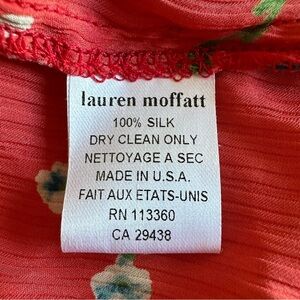 lauren moffatt
100% SILK
DRY CLEAN ONLY
NETTOYAGE A SEC
MADE IN U.S.A.
FAIT AUX ETATS-UNIS
RN 113360
CA 29438